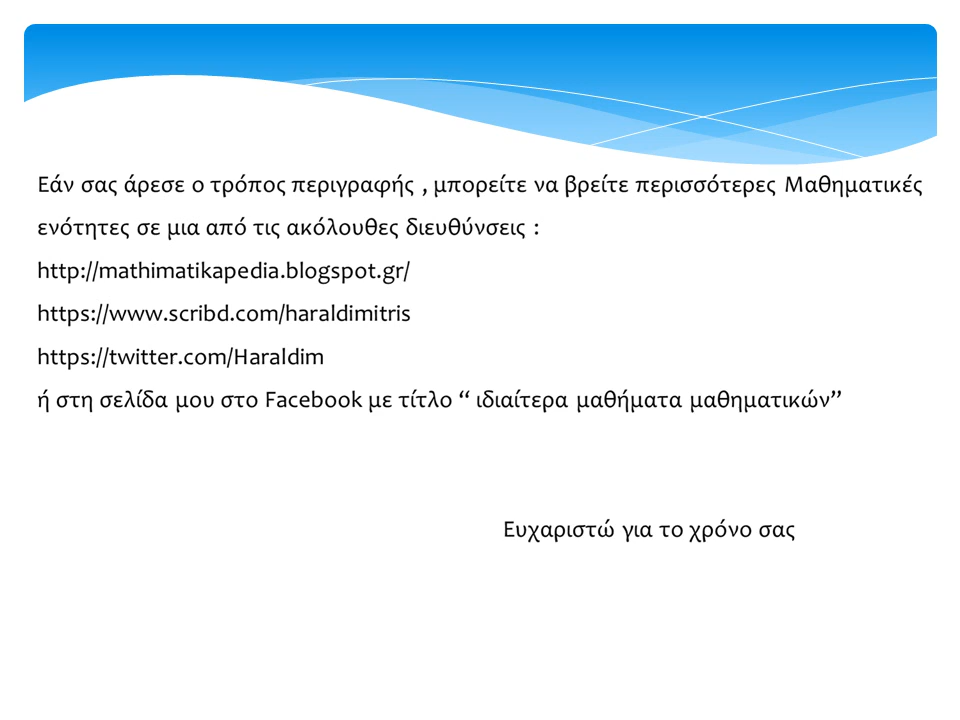 Εάν σας άρεσε ο τρόπος περιγραφής , μπορείτε να βρείτε περισσότερες Μαθηματικές
ενότητες σε μια από τις ακόλουθες διευθύνσεις :
http://mathimatikapedia.blogspot.gr/
https://www.scribd.com/haraldimitris
https://twitter.com/Haraldim
ή στη σελίδα μου στο Facebook με τίτλο “ ιδιαίτερα μαθήματα μαθηματικών”
Ευχαριστώ για το χρόνο σας